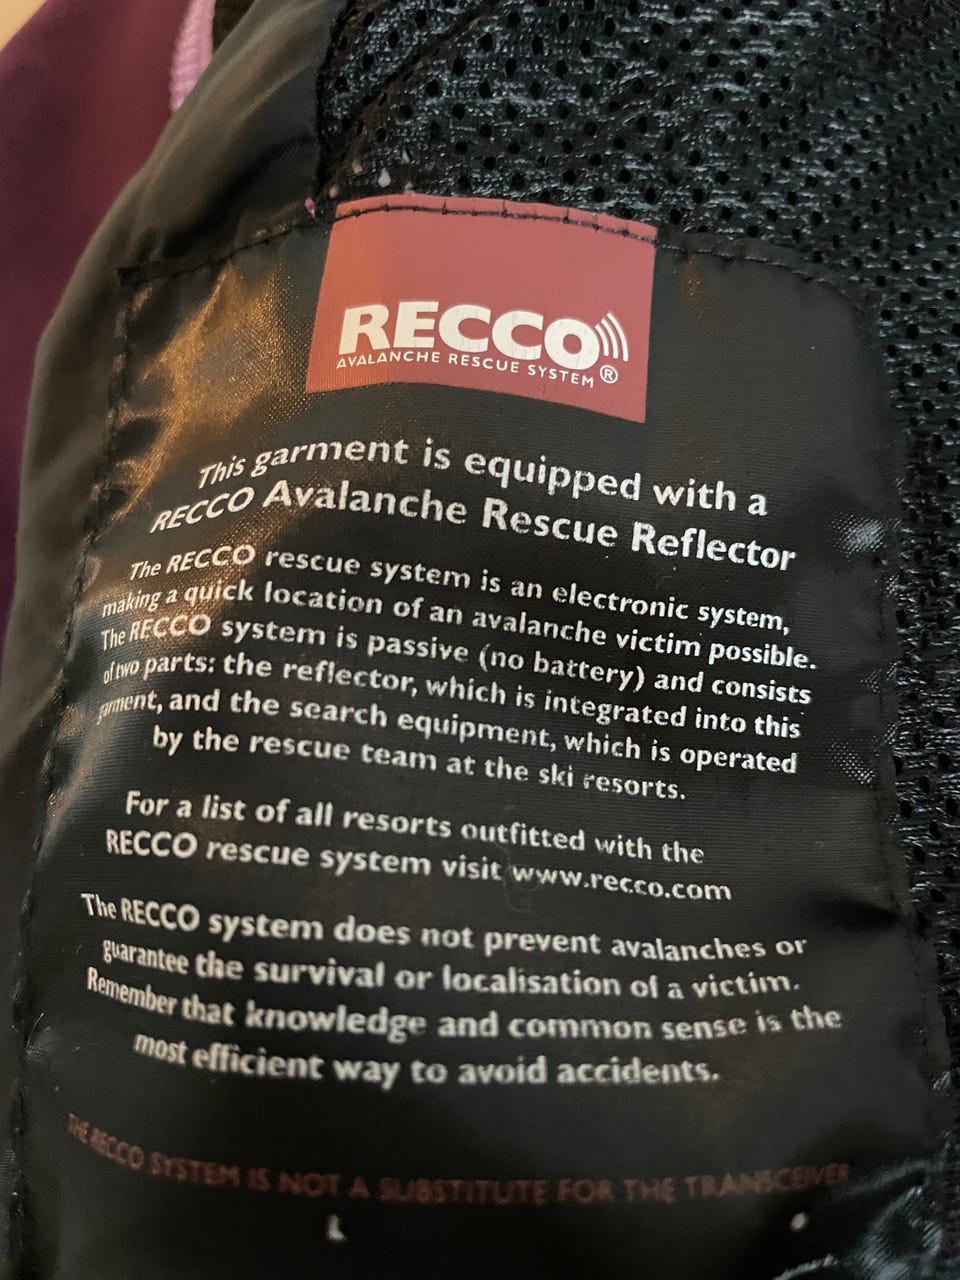 RECCO
AVALANCHE RESCUE SYSTEM ®
This garment is equipped with a
RECCO Avalanche Rescue Reflector
The RECCO rescue system is an electronic system,
making a quick location of an avalanche victim possible.
The RECCO system is passive (no battery) and consists
of two parts: the reflector, which is integrated into this
garment, and the search equipment, which is operated
by the rescue team at the ski resorts.
For a list of all resorts outfitted with the
RECCO rescue system visit www.recco.com
The RECCO system does not prevent avalanches or
guarantee the survival or localisation of a victim.
Remember that knowledge and common sense is the
most efficient way to avoid accidents.
THE RECCO SYSTEM IS NOT A SUBSTITUTE FOR THE TRANSCEIVER
L